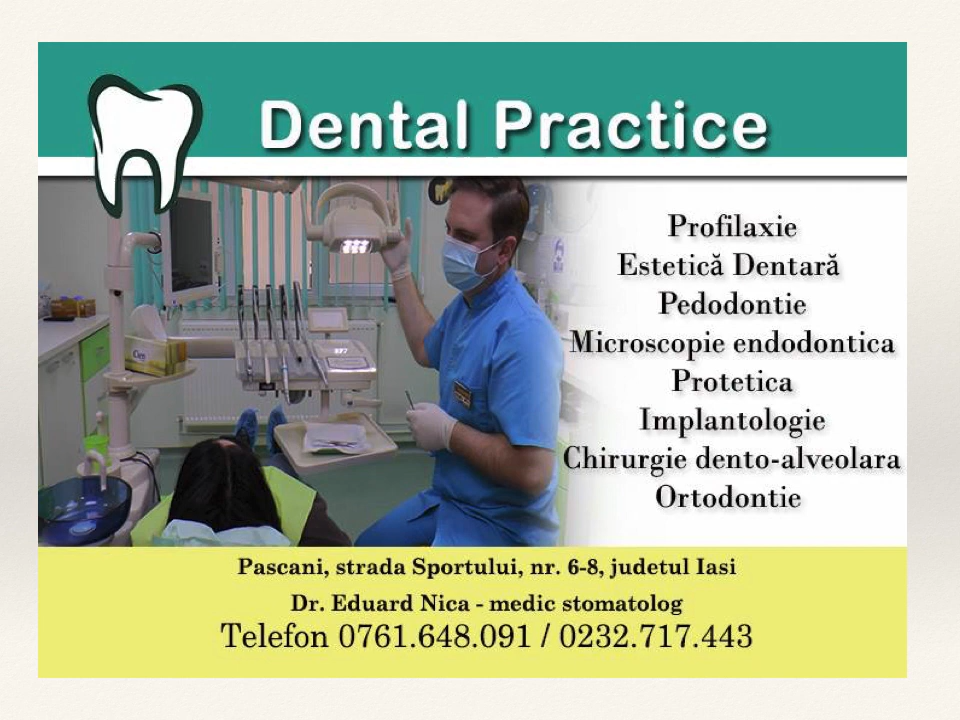 Dental Practice
Profilaxie
Estetică Dentară
Pedodontie
Microscopie endodontica
Protetica
Implantologie
Chirurgie dento-alveolara
Ortodontie
Pascani, strada Sportului, nr. 6-8, judetul Iasi
Dr. Eduard Nica - medic stomatolog
Telefon 0761.648.091 / 0232.717.443